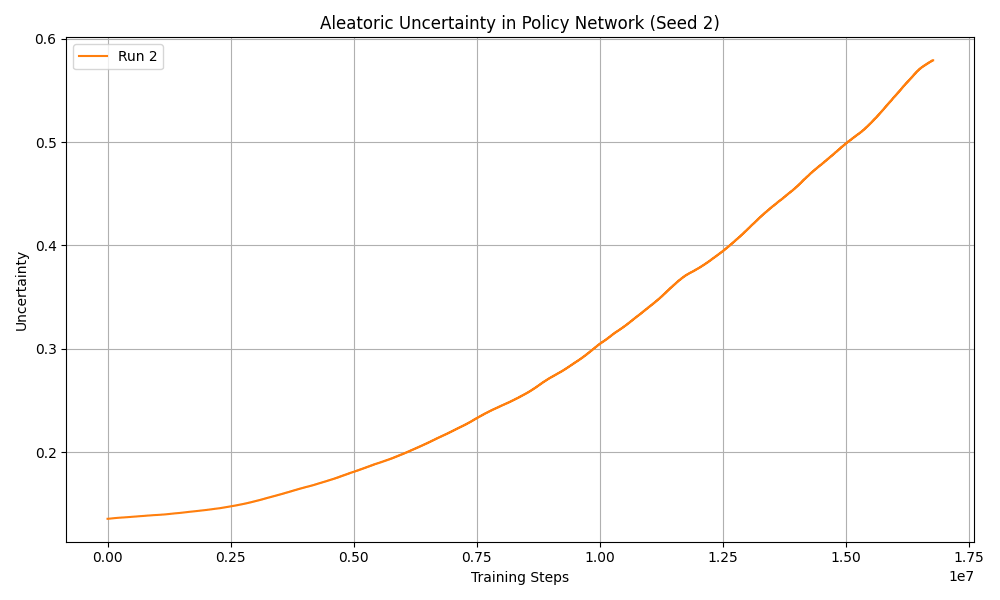 Aleatoric Uncertainty in Policy Network (Seed 2)
Run 2
Uncertainty
0.6
0.5
0.4
0.3
0.2
0.00 0.25 0.50 0.75 1.00 1.25 1.50 1.75
1e7
Training Steps